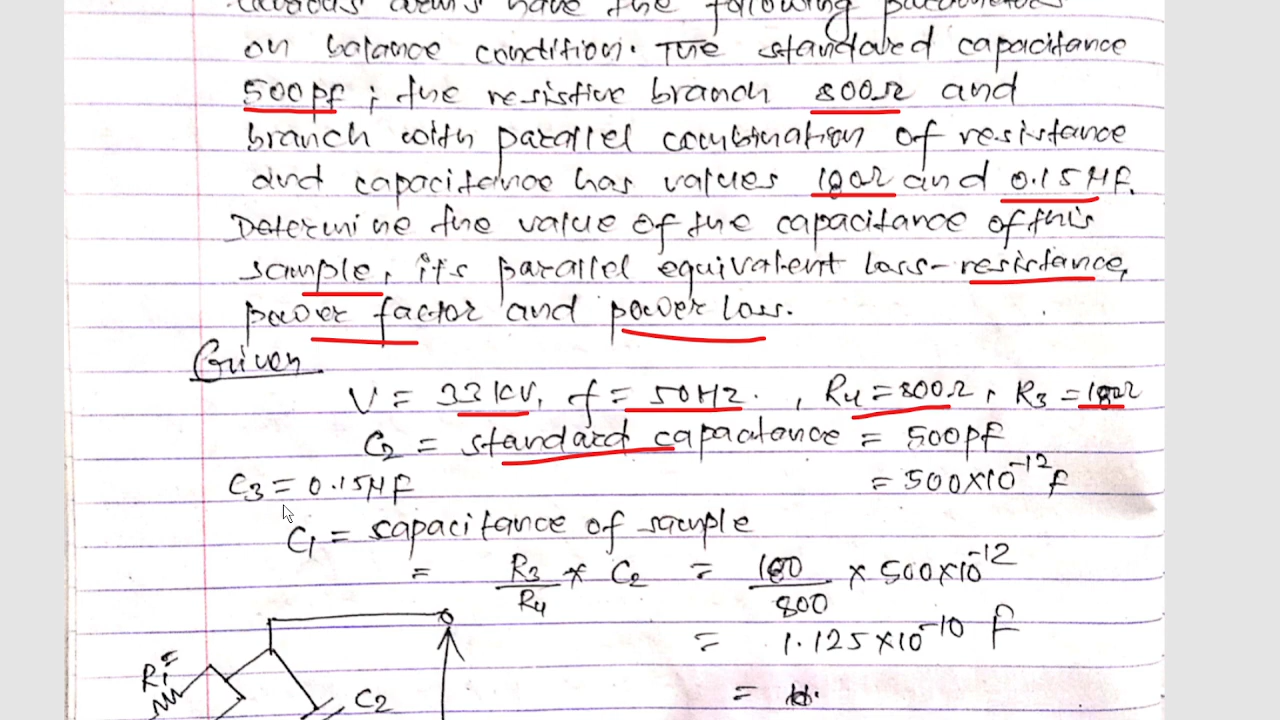 on balance condition. The standard capacitance
500pf ; the resistive branch 800Ω and
branch with parallel combination of resistance
and capacitance has values 180Ω and 0.15μf.
Determine the value of the capacitance of this
sample, its parallel equivalent loss-resistance,
power factor and power loss.
Given
V = 33kV, f = 50Hz. , R4 = 800Ω , R3 = 180Ω
C2 = standard capacatance = 500pf
C3 = 0.15μf = 500×10^-12 f
C1 = capacitance of sample
= R3/R4 * C2 = 180/800 × 500×10^-12
= 1.125×10^-10 f
R1 =
C2
=